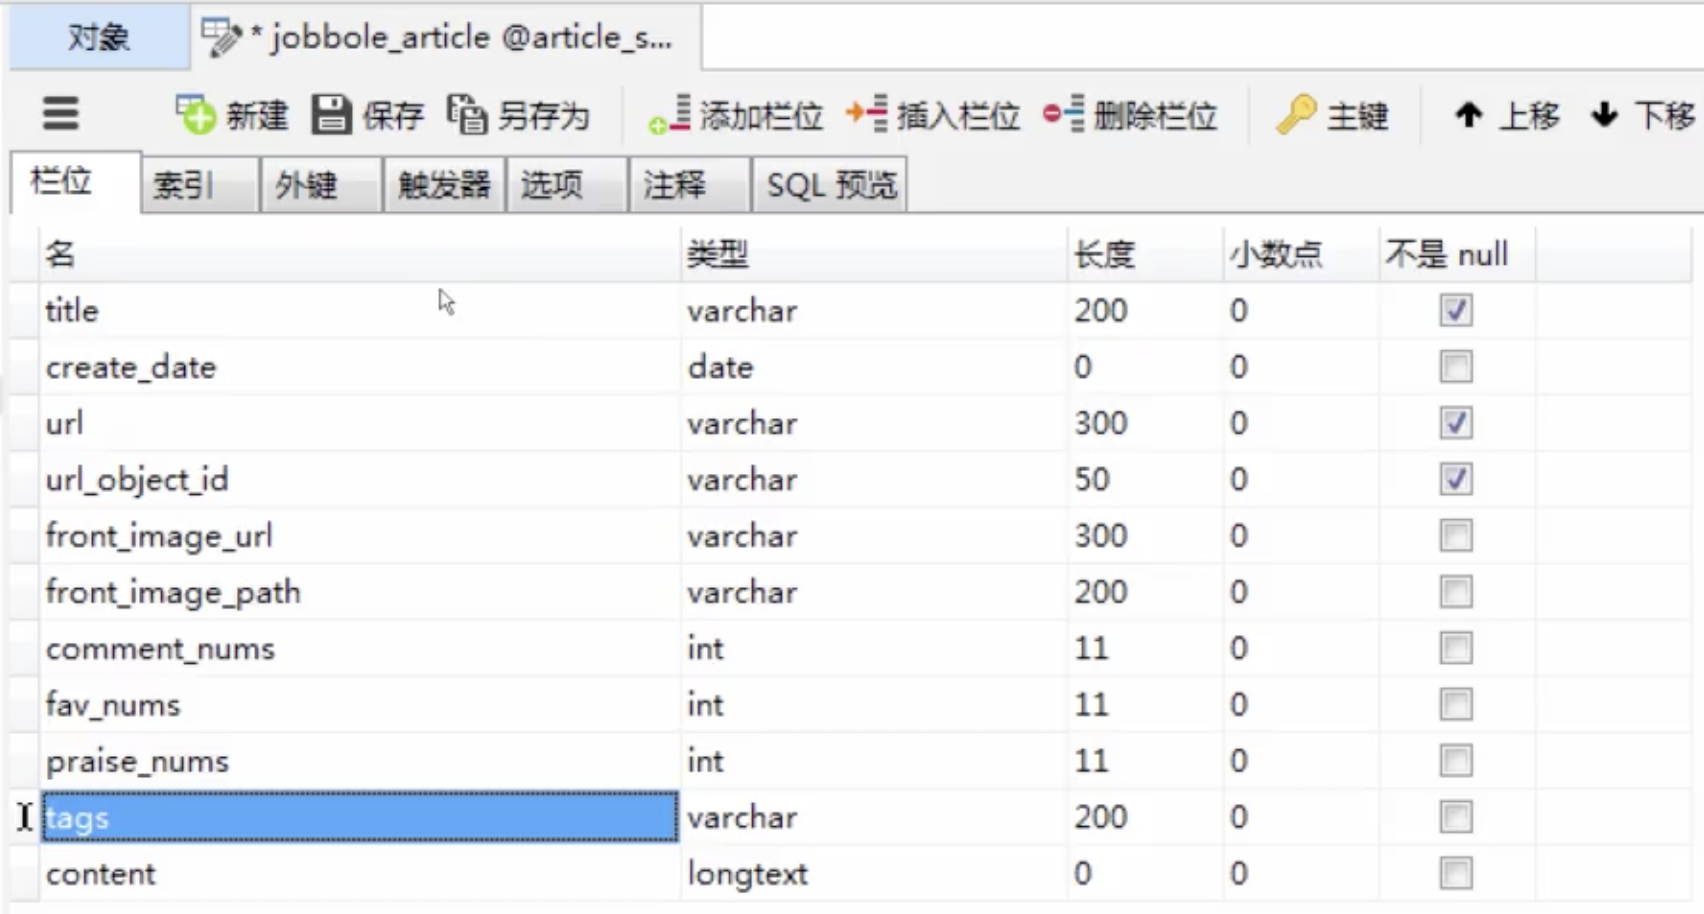 对象 * jobbole_article @article_s...
新建 保存 另存为 添加栏位 插入栏位 删除栏位 主键 上移 下移
栏位 索引 外键 触发器 选项 注释 SQL 预览
名 类型 长度 小数点 不是 null
title varchar 200 0
create_date date 0 0
url varchar 300 0
url_object_id varchar 50 0
front_image_url varchar 300 0
front_image_path varchar 200 0
comment_nums int 11 0
fav_nums int 11 0
praise_nums int 11 0
tags varchar 200 0
content longtext 0 0